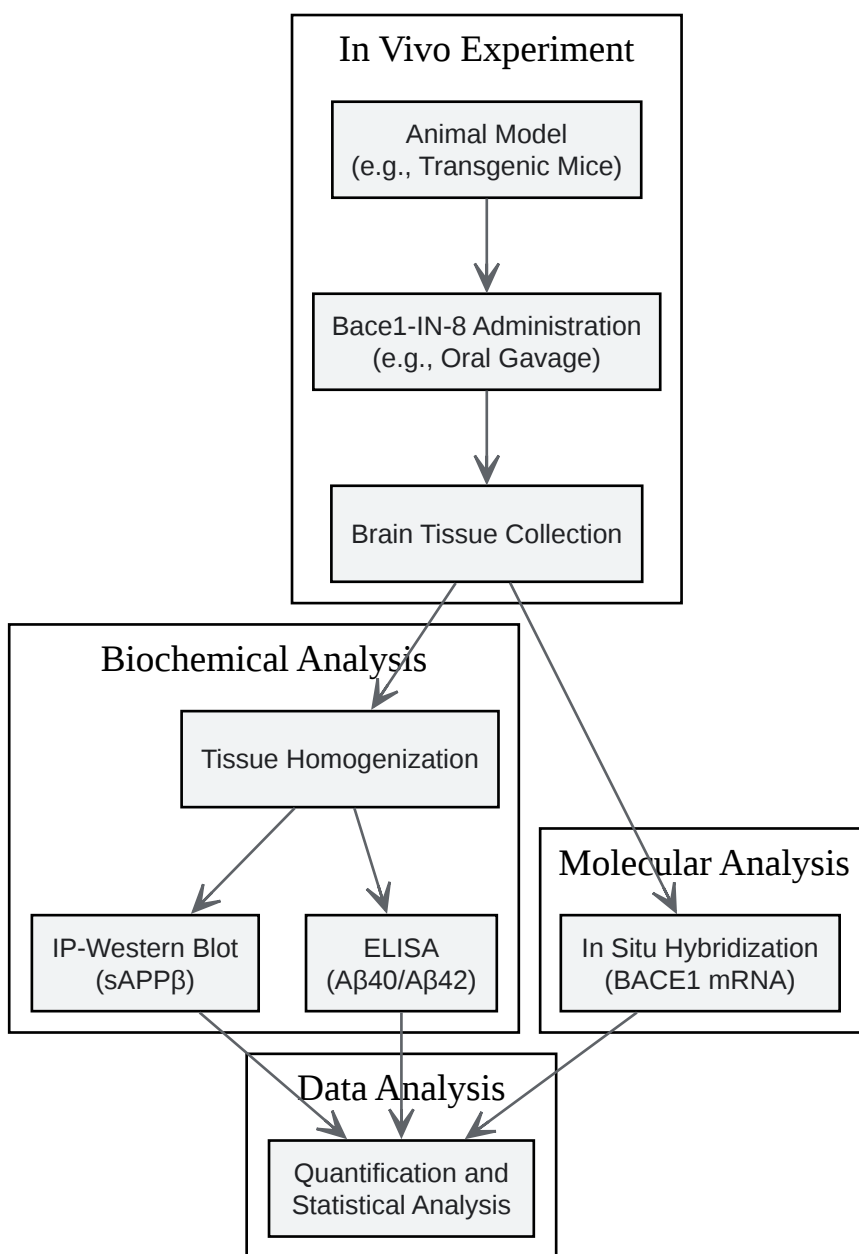 In Vivo Experiment
Animal Model
(e.g., Transgenic Mice)
Bace1-IN-8 Administration
(e.g., Oral Gavage)
Brain Tissue Collection
Biochemical Analysis
Tissue Homogenization
Molecular Analysis
IP-Western Blot
(sAPPβ)
ELISA
(Aβ40/Aβ42)
In Situ Hybridization
(BACE1 mRNA)
Data Analysis
Quantification and
Statistical Analysis